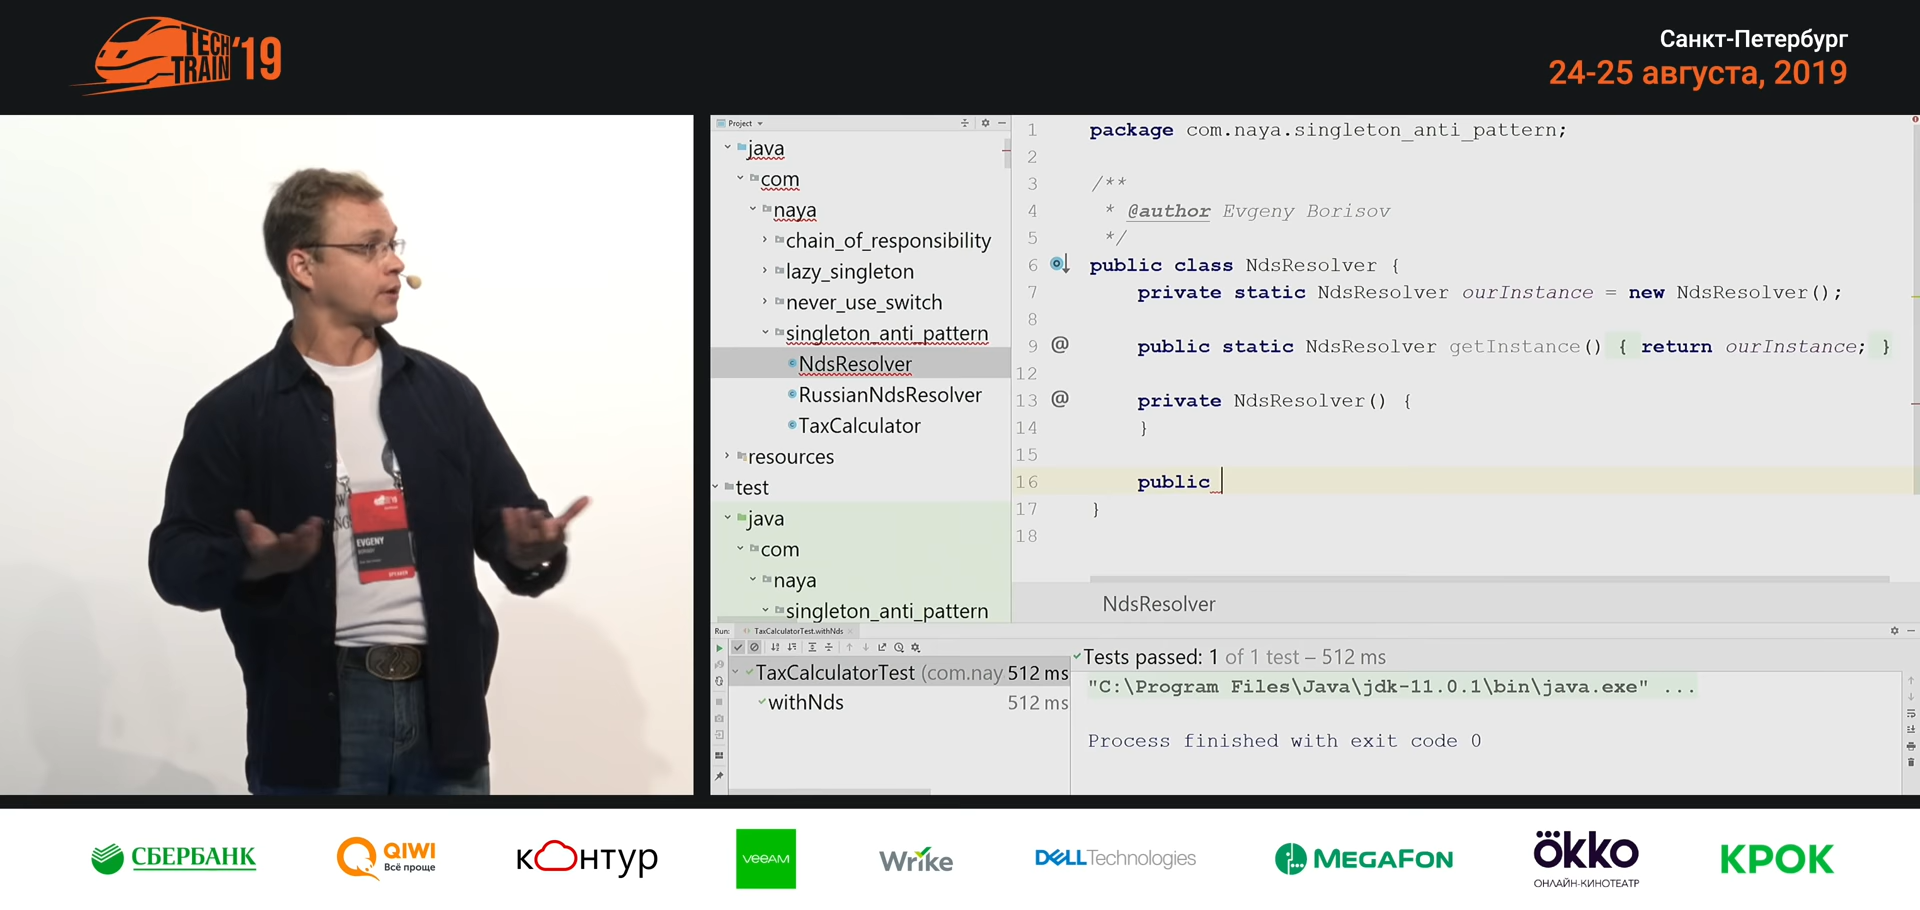 TECH
TRAIN'19
Санкт-Петербург
24-25 августа, 2019
EVGENY
SPEAKER
Project
java
com
naya
chain_of_responsibility
lazy_singleton
never_use_switch
singleton_anti_pattern
NdsResolver
RussianNdsResolver
TaxCalculator
resources
test
java
com
naya
singleton_anti_pattern
1 package com.naya.singleton_anti_pattern;
2
3 /**
4 * @author Evgeny Borisov
5 */
6 public class NdsResolver {
7 private static NdsResolver ourInstance = new NdsResolver();
8
9 @ public static NdsResolver getInstance() { return ourInstance; }
12
13 @ private NdsResolver() {
14 }
15
16 public
17 }
18
NdsResolver
Run: TaxCalculatorTest.withNds
TaxCalculatorTest (com.nay 512 ms
withNds 512 ms
Tests passed: 1 of 1 test – 512 ms
"C:\Program Files\Java\jdk-11.0.1\bin\java.exe" ...
Process finished with exit code 0
СБЕРБАНК
QIWI
Всё проще
контур
veeAM
Wrike
DELLTechnologies
MEGAFON
ökko
ОНЛАЙН-КИНОТЕАТР
КРОК